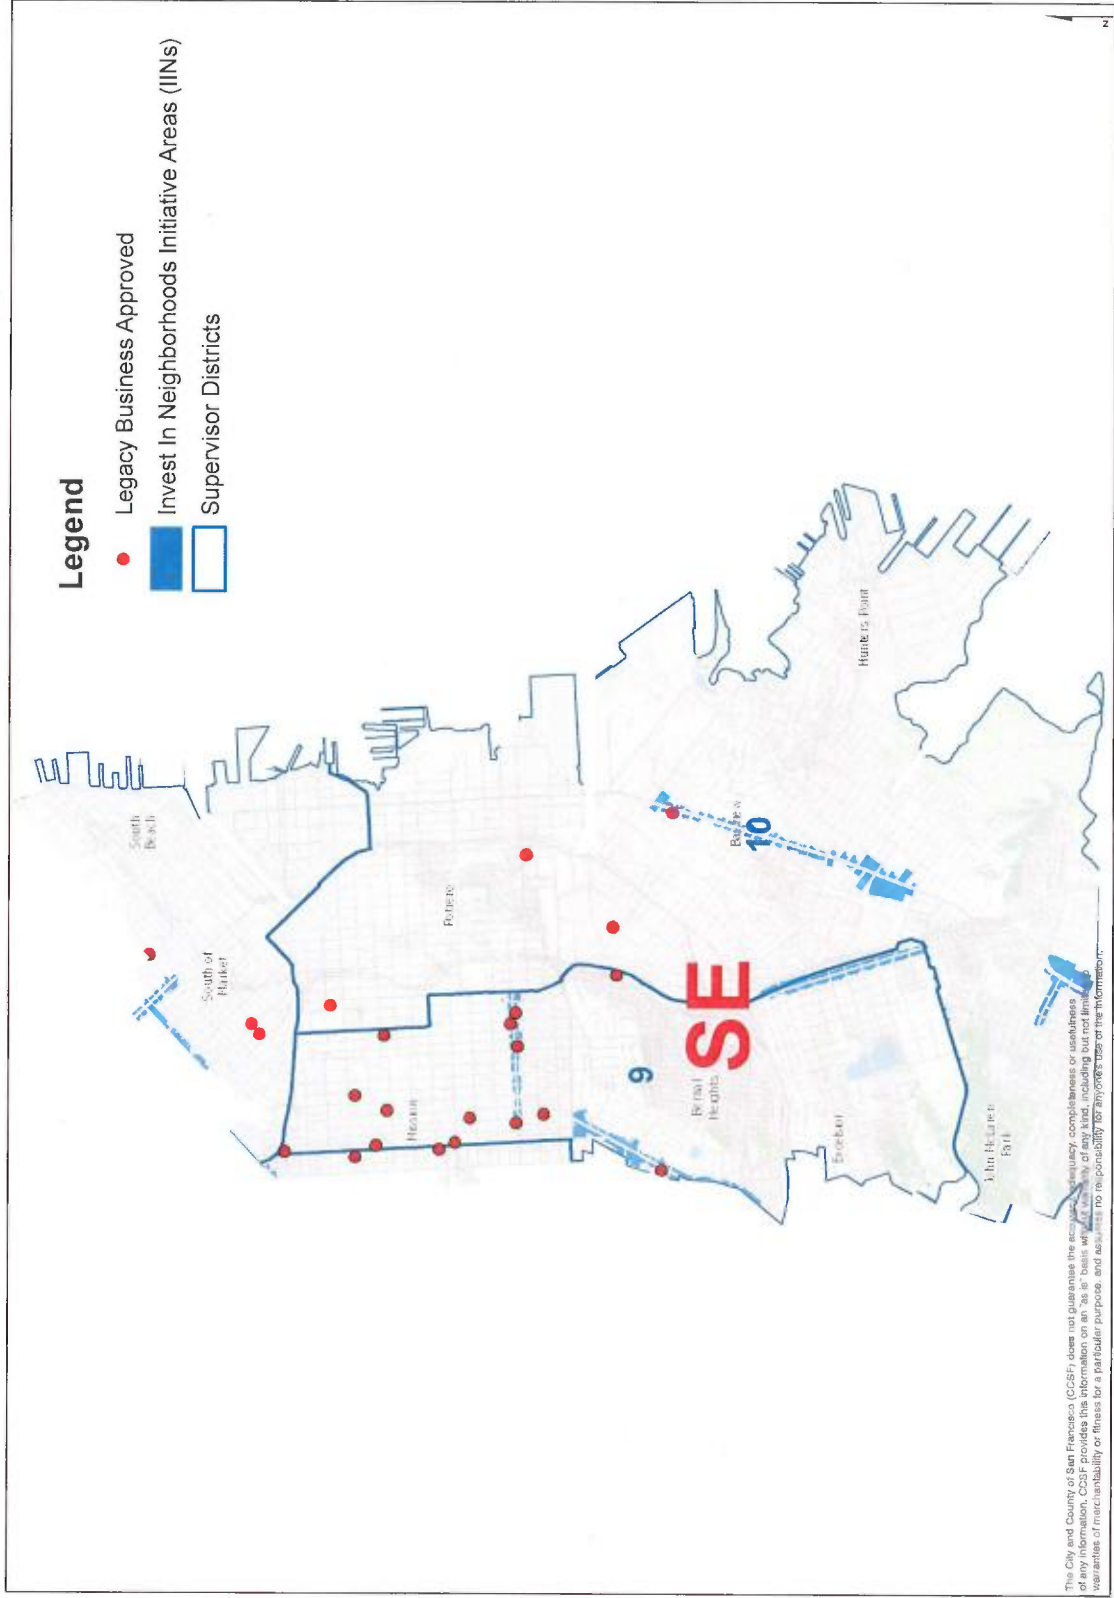 Legend
Legacy Business Approved
Invest In Neighborhoods Initiative Areas (IINs)
Supervisor Districts
South
Beach
South of
Market
Potrero
Mission
Bayview
10
Hunters Point
SE
9
Bernal
Heights
Excelsior
John McLaren
Park
The City and County of San Francisco (CCSF) does not guarantee the accuracy, adequacy, completeness or usefulness
of any information. CCSF provides this information on an "as is" basis without warranty of any kind, including but not limited to
warranties of merchantability or fitness for a particular purpose, and assumes no responsibility for anyone's use of the information.
Z